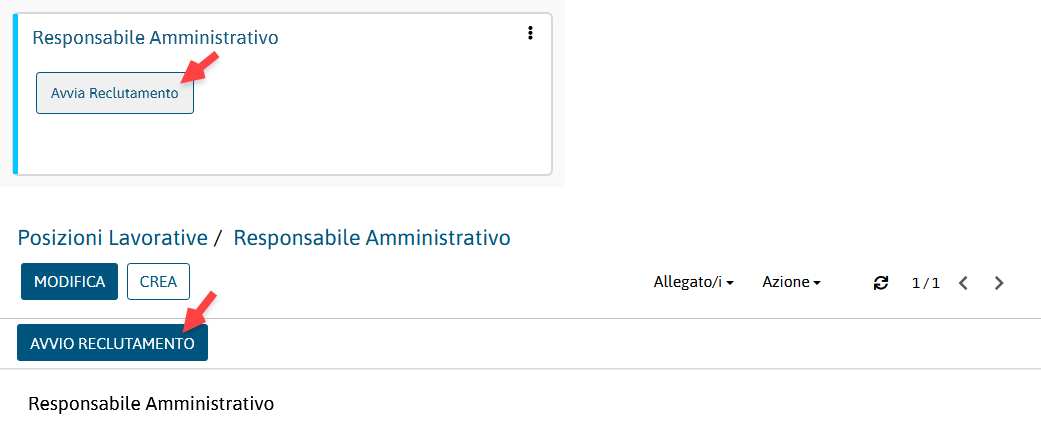 Responsabile Amministrativo
Avvia Reclutamento
Posizioni Lavorative / Responsabile Amministrativo
MODIFICA CREA Allegato/i Azione 1 / 1
AVVIO RECLUTAMENTO
Responsabile Amministrativo